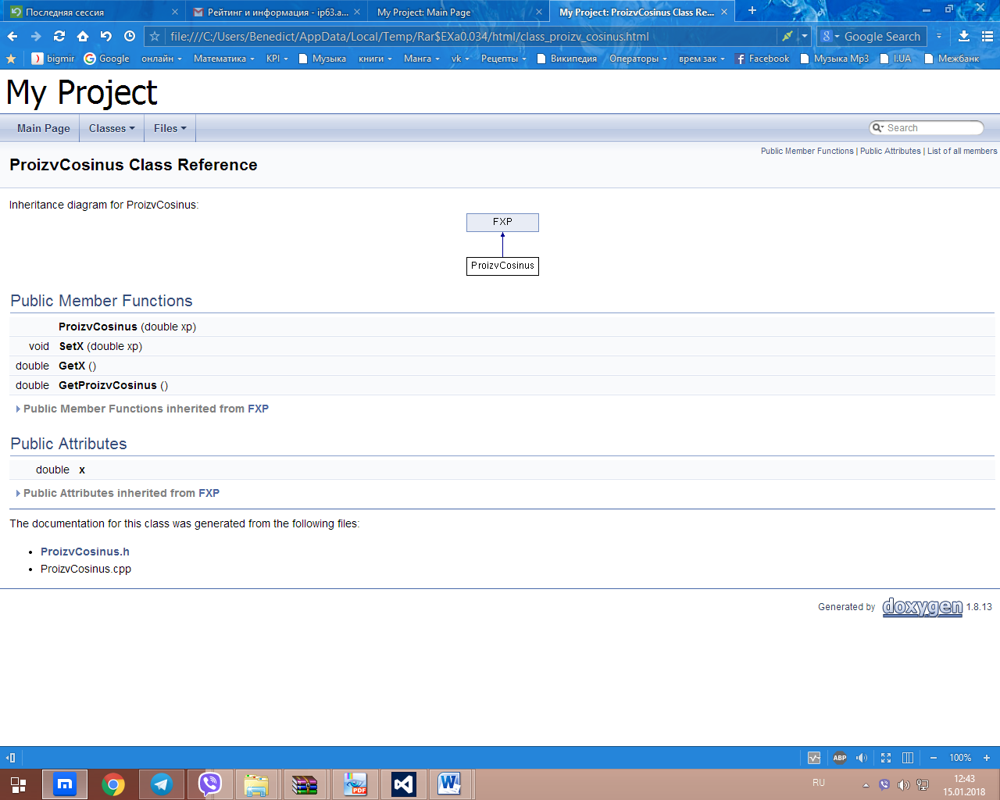 Последняя сессия
Рейтинг и информация - ip63.a...
My Project: Main Page
My Project: ProizvCosinus Class Re...
file:///C:/Users/Benedict/AppData/Local/Temp/Rar$EXa0.034/html/class_proizv_cosinus.html
Google Search
bigmir
Google
онлайн
Математика
KPI
Музыка
книги
Манга
vk
Рецепты
Википедия
Операторы
врем зак
Facebook
Музыка Mp3
I.UA
Межбанк
My Project
Main Page
Classes
Files
Search
Public Member Functions | Public Attributes | List of all members
ProizvCosinus Class Reference
Inheritance diagram for ProizvCosinus:
FXP
ProizvCosinus
Public Member Functions
ProizvCosinus (double xp)
void SetX (double xp)
double GetX ()
double GetProizvCosinus ()
Public Member Functions inherited from FXP
Public Attributes
double x
Public Attributes inherited from FXP
The documentation for this class was generated from the following files:
• ProizvCosinus.h
• ProizvCosinus.cpp
Generated by doxygen 1.8.13
ABP
100%
PDF
RU
12:43
15.01.2018